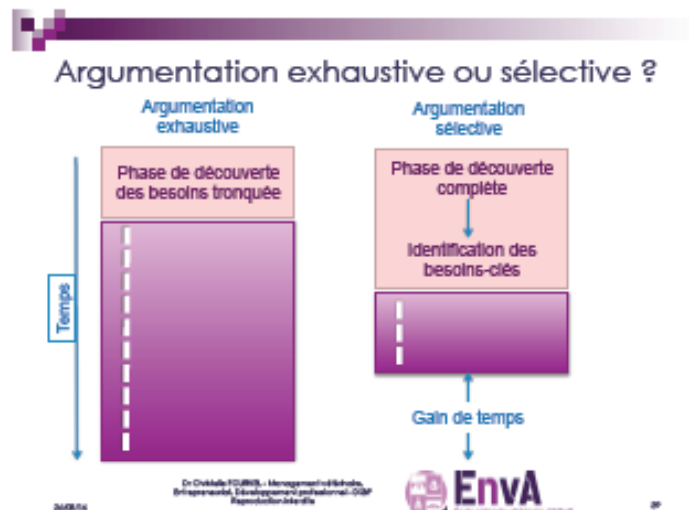 Argumentation exhaustive ou sélective ?
Argumentation
exhaustive
Phase de découverte
des besoins tronquée
Temps
Argumentation
sélective
Phase de découverte
complète
Identification des
besoins-clés
Gain de temps
EnvA